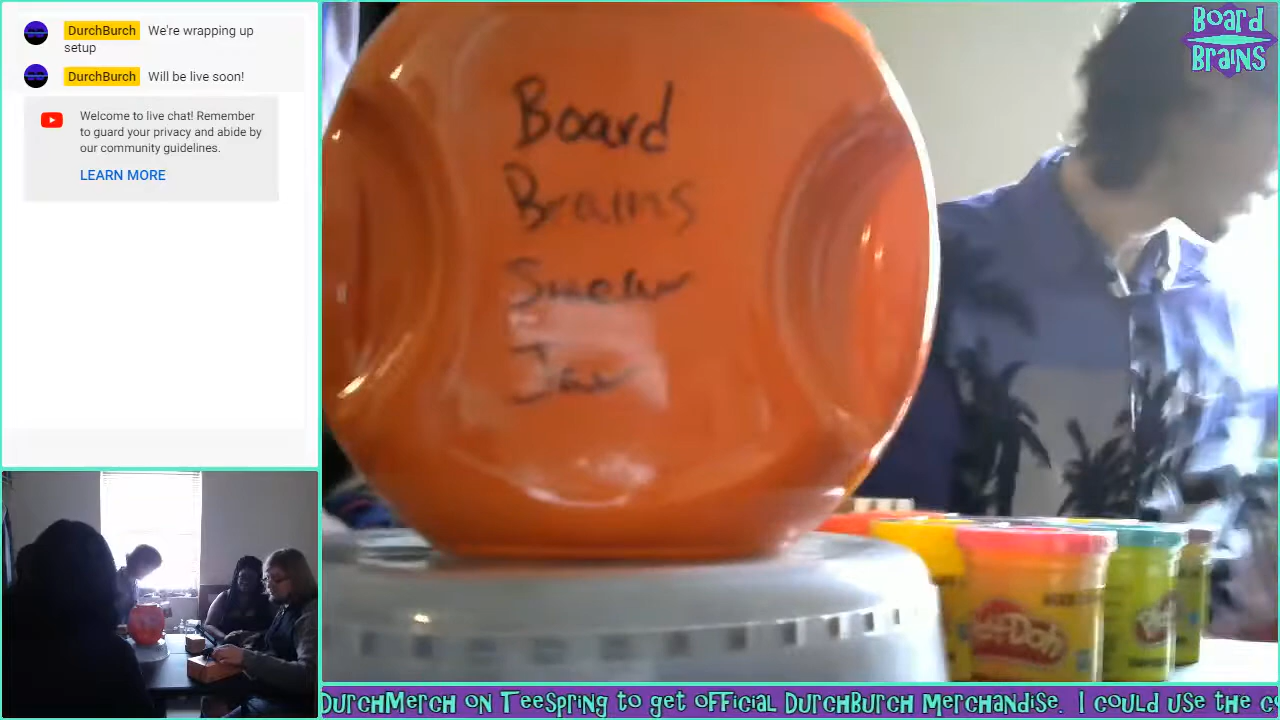 DurchBurch We're wrapping up
setup
DurchBurch Will be live soon!
Welcome to live chat! Remember
to guard your privacy and abide by
our community guidelines.
LEARN MORE
Board
Brains
Board
Brains
Swear
Jar
Play-Doh
DurchMerch on TeeSpring to get official DurchBurch Merchandise. I could use the